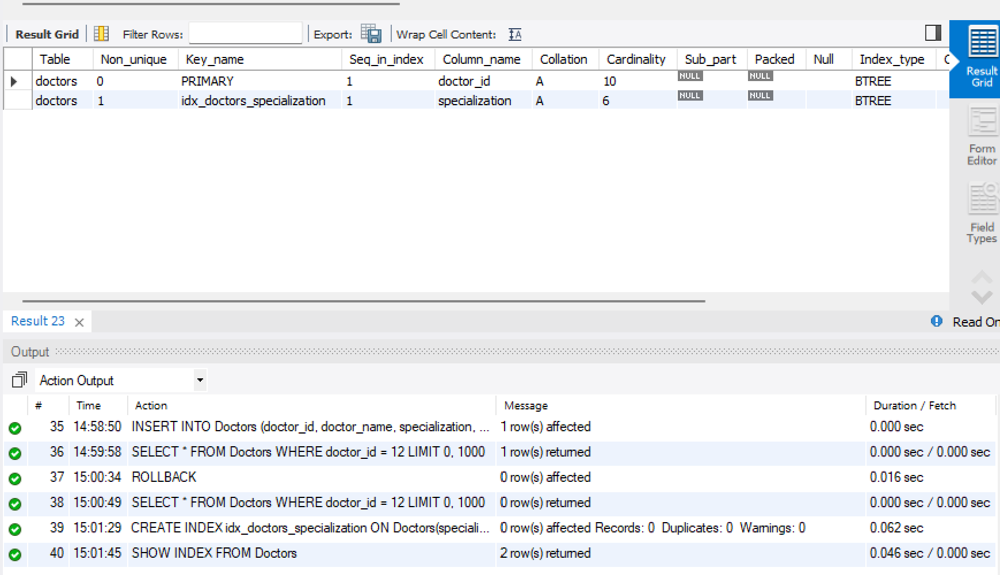 Result Grid Filter Rows: Export: Wrap Cell Content:
Table Non_unique Key_name Seq_in_index Column_name Collation Cardinality Sub_part Packed Null Index_type
doctors 0 PRIMARY 1 doctor_id A 10 NULL NULL BTREE
doctors 1 idx_doctors_specialization 1 specialization A 6 NULL NULL BTREE
Result
Grid
Form
Editor
Field
Types
Result 23
Read On
Output
Action Output
# Time Action Message Duration / Fetch
35 14:58:50 INSERT INTO Doctors (doctor_id, doctor_name, specialization, ... 1 row(s) affected 0.000 sec
36 14:59:58 SELECT * FROM Doctors WHERE doctor_id = 12 LIMIT 0, 1000 1 row(s) returned 0.000 sec / 0.000 sec
37 15:00:34 ROLLBACK 0 row(s) affected 0.016 sec
38 15:00:49 SELECT * FROM Doctors WHERE doctor_id = 12 LIMIT 0, 1000 0 row(s) returned 0.000 sec / 0.000 sec
39 15:01:29 CREATE INDEX idx_doctors_specialization ON Doctors(speciali... 0 row(s) affected Records: 0 Duplicates: 0 Warnings: 0 0.062 sec
40 15:01:45 SHOW INDEX FROM Doctors 2 row(s) returned 0.046 sec / 0.000 sec